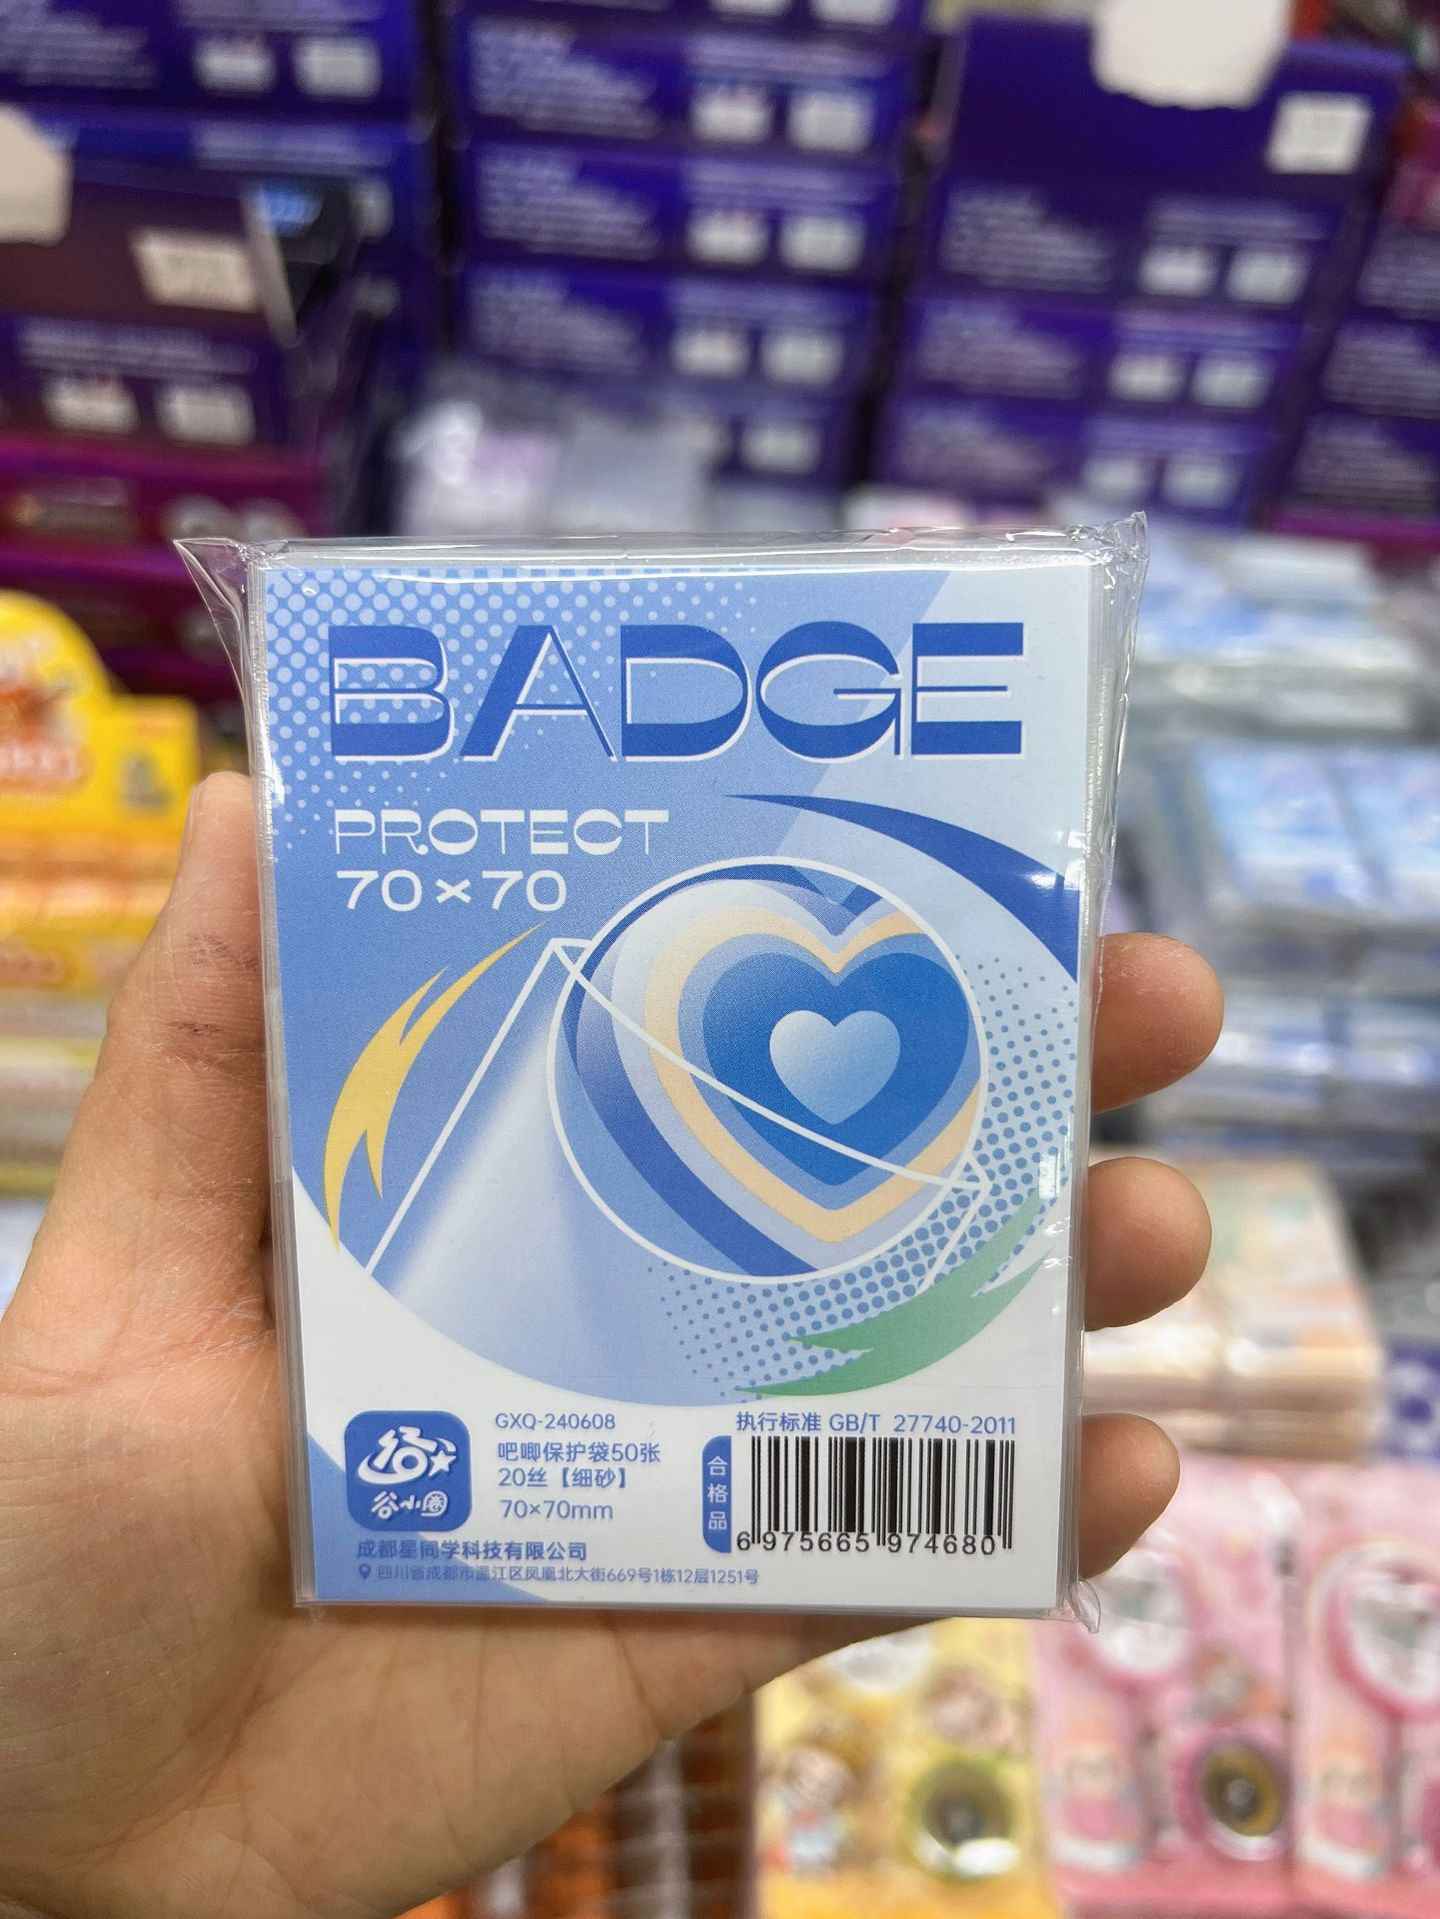 BADGE
PROTECT
70×70
GXQ-240608
吧唧保护袋50张
20丝【细砂】
70×70mm
谷小圈
执行标准 GB/T 27740-2011
合格品
6 975665 974680
成都星同学科技有限公司
四川省成都市温江区凤凰北大街669号1栋12层1251号